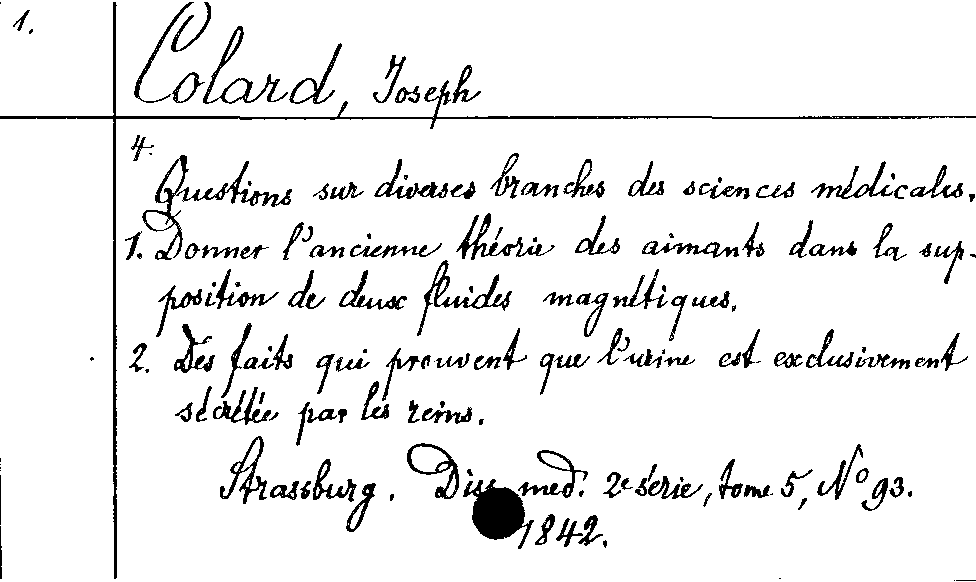 1.
Colard, Joseph
4.
Questions sur diverses branches des sciences médicales.
1. Donner l'ancienne théorie des aimants dans la sup-
position de deux fluides magnétiques.
2. Des faits qui prouvent que l'urine est exclusivement
sécrétée par les reins.
Strassburg. Diss. med. 2e série, tome 5, No 93.
1842.